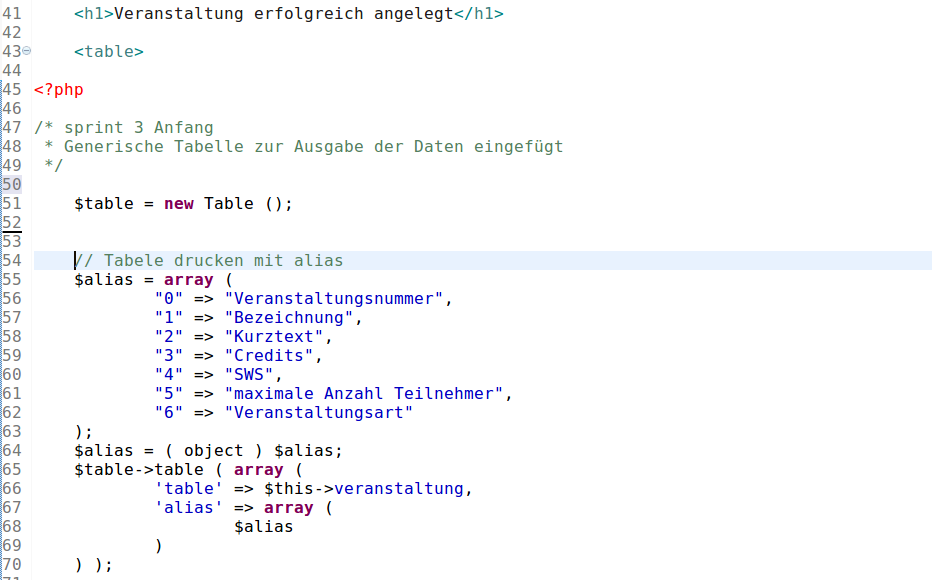 41     <h1>Veranstaltung erfolgreich angelegt</h1>
42
43     <table>
44
45 <?php
46
47 /* sprint 3 Anfang
48  * Generische Tabelle zur Ausgabe der Daten eingefügt
49  */
50
51     $table = new Table ();
52
53
54     // Tabele drucken mit alias
55     $alias = array (
56             "0" => "Veranstaltungsnummer",
57             "1" => "Bezeichnung",
58             "2" => "Kurztext",
59             "3" => "Credits",
60             "4" => "SWS",
61             "5" => "maximale Anzahl Teilnehmer",
62             "6" => "Veranstaltungsart"
63     );
64     $alias = ( object ) $alias;
65     $table->table ( array (
66             'table' => $this->veranstaltung,
67             'alias' => array (
68                     $alias
69             )
70     ) );